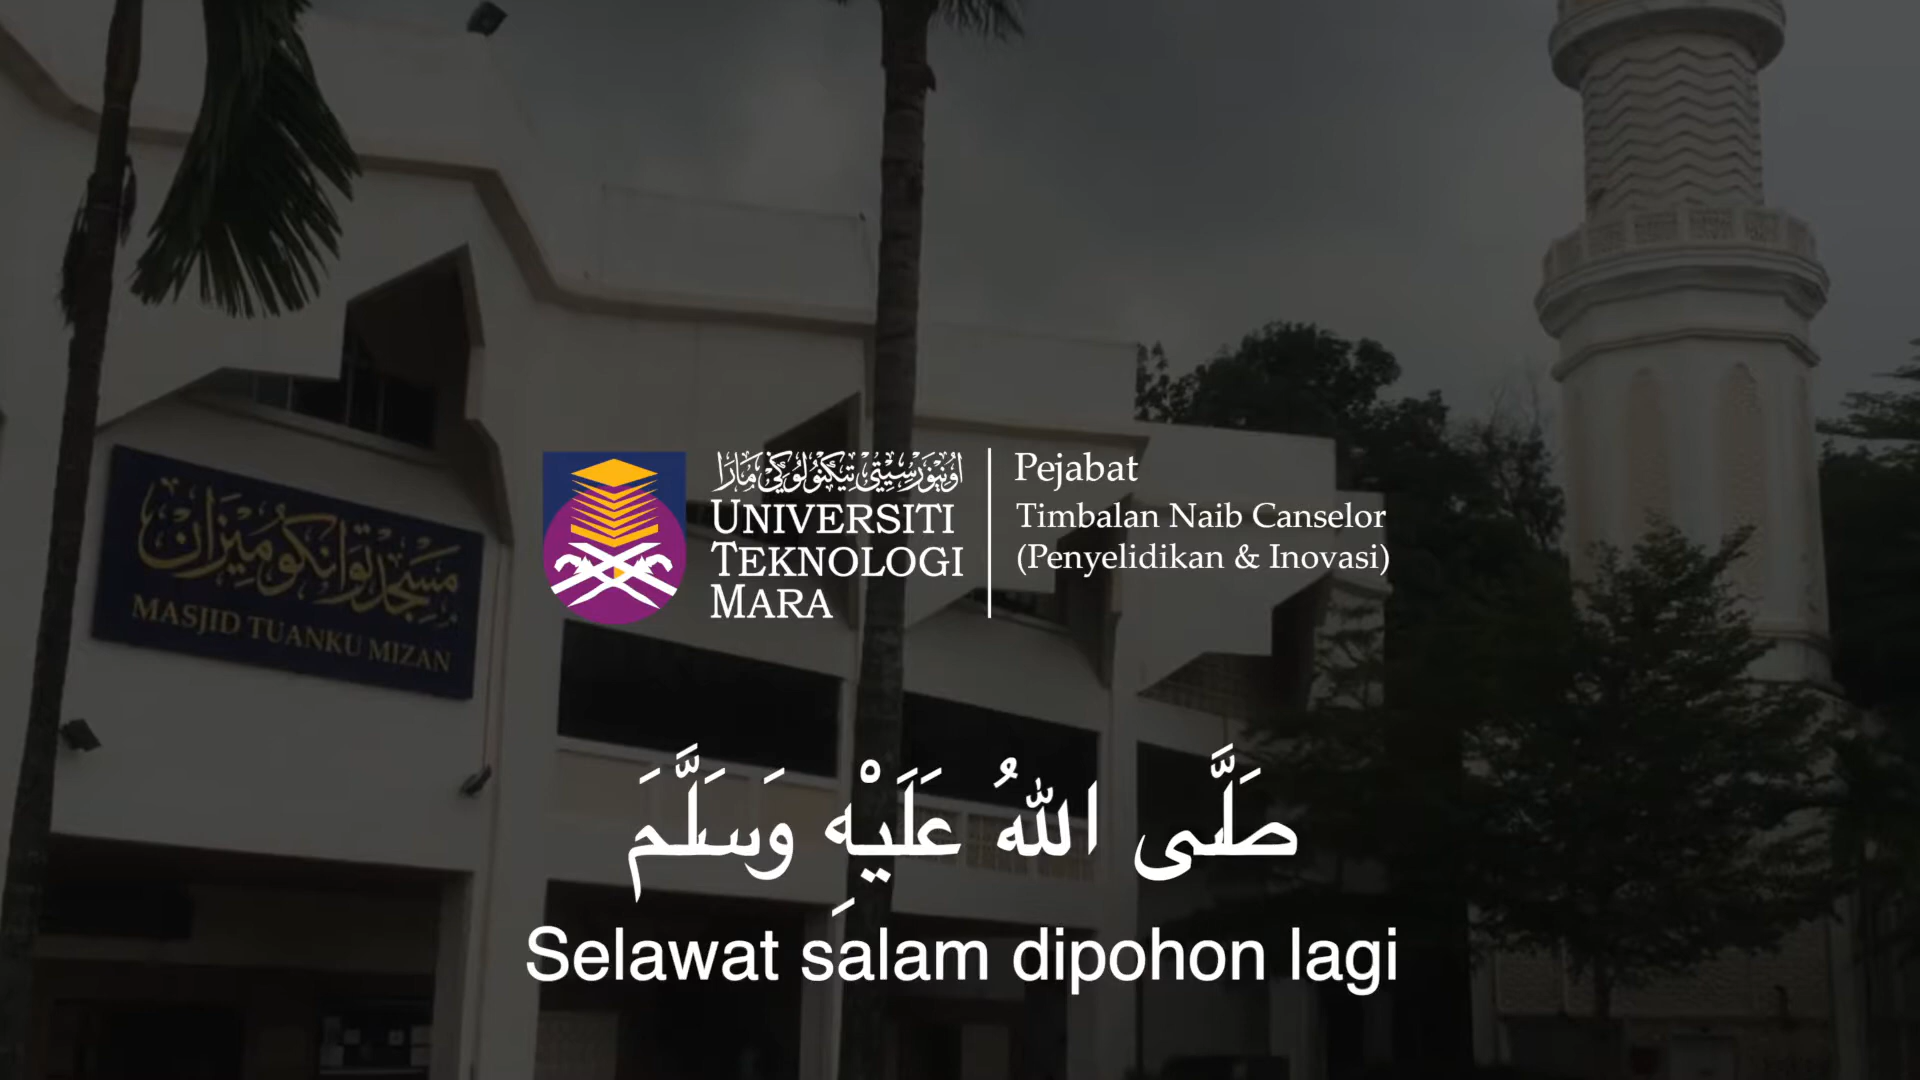 مسجد توانكو ميزان
MASJID TUANKU MIZAN
اونيۏرسيتي تيكنولوڬي مارا
UNIVERSITI
TEKNOLOGI
MARA
Pejabat
Timbalan Naib Canselor
(Penyelidikan & Inovasi)
صَلَّى اللهُ عَلَيْهِ وَسَلَّمَ
Selawat salam dipohon lagi